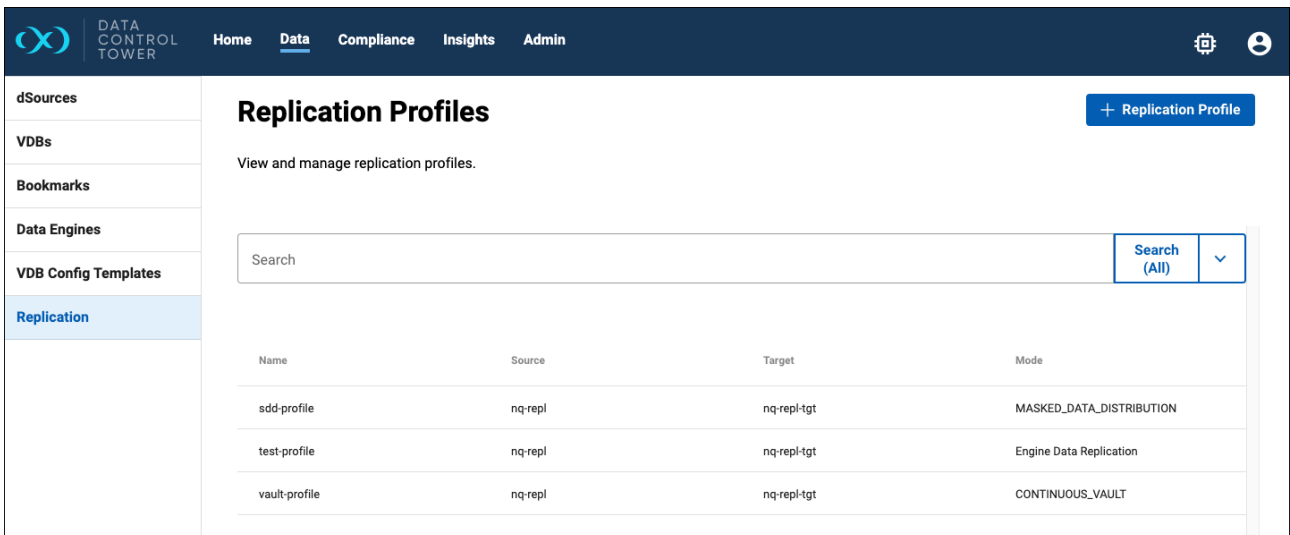 DATA
CONTROL
TOWER
Home Data Compliance Insights Admin
dSources
VDBs
Bookmarks
Data Engines
VDB Config Templates
Replication
Replication Profiles
+ Replication Profile
View and manage replication profiles.
Search
Search
(All)
Name Source Target Mode
sdd-profile nq-repl nq-repl-tgt MASKED_DATA_DISTRIBUTION
test-profile nq-repl nq-repl-tgt Engine Data Replication
vault-profile nq-repl nq-repl-tgt CONTINUOUS_VAULT